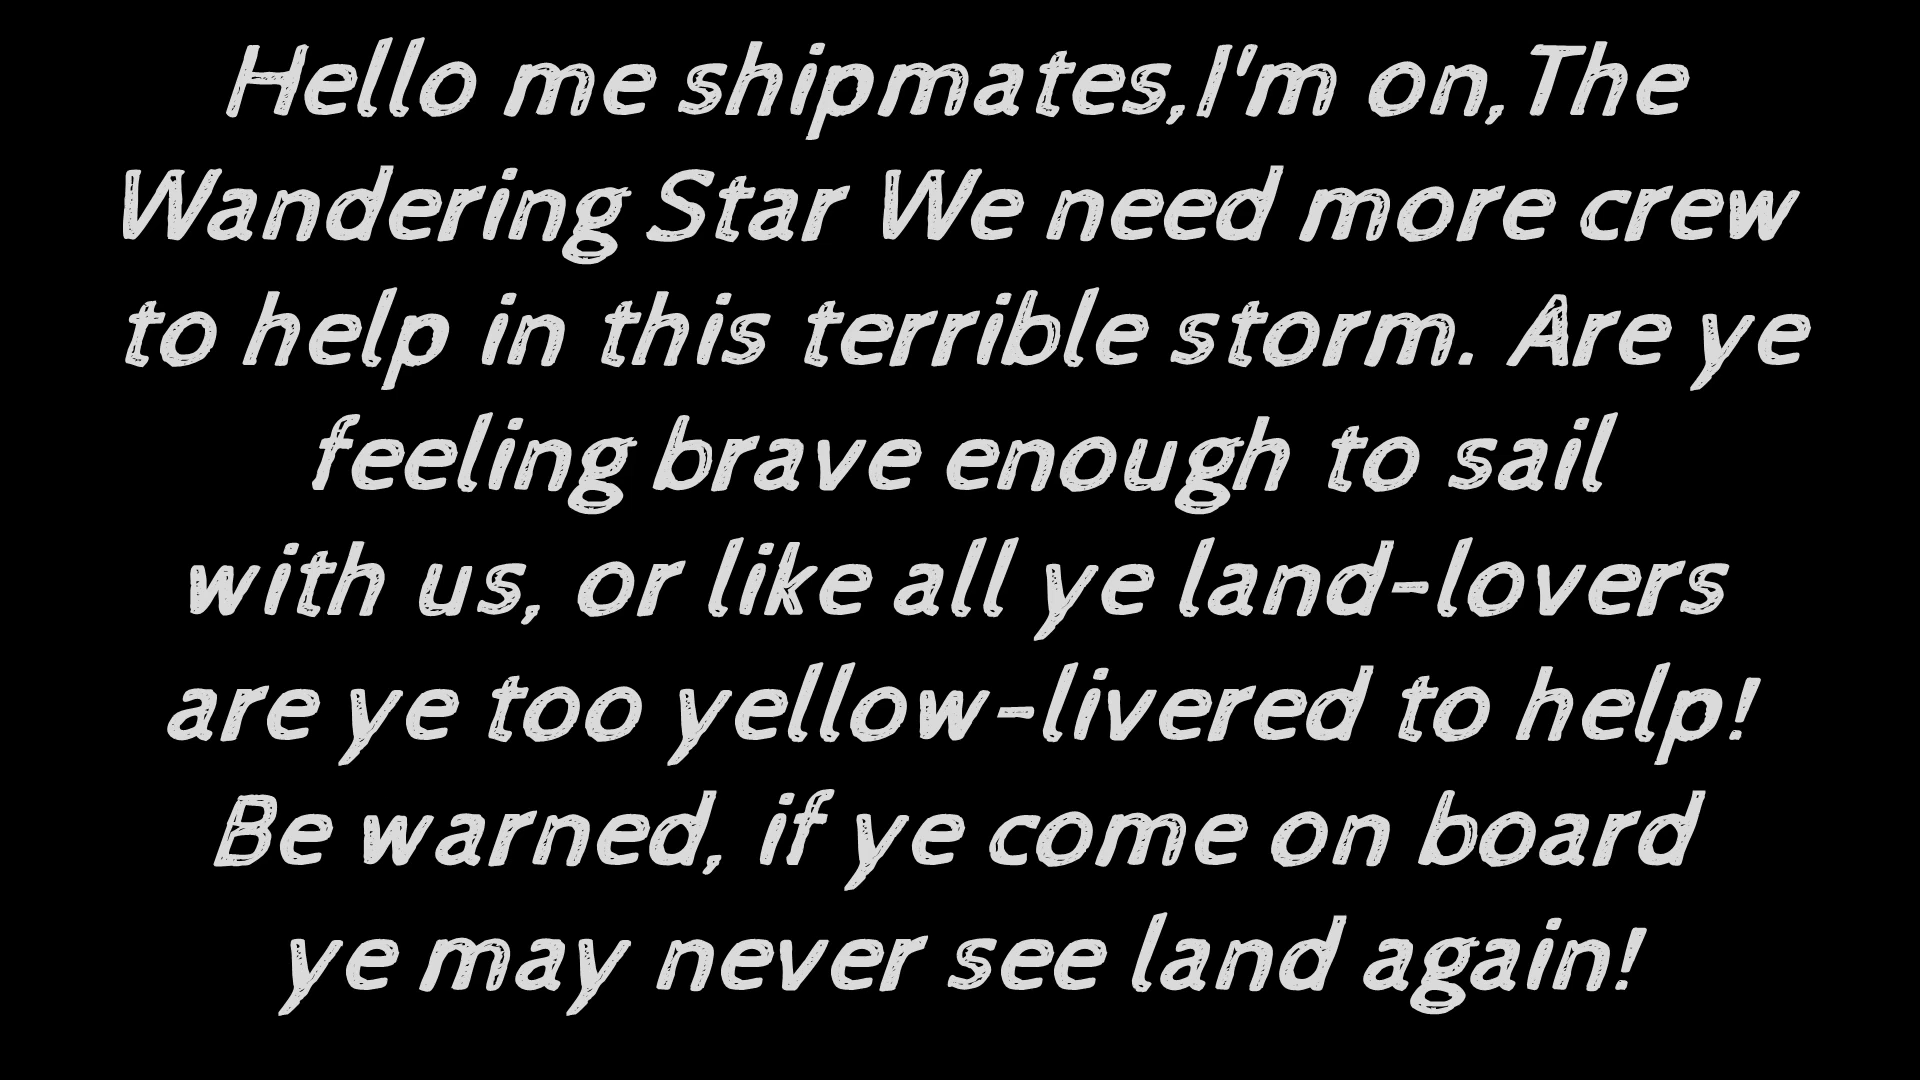 Hello me shipmates,I'm on,The
Wandering Star We need more crew
to help in this terrible storm. Are ye
feeling brave enough to sail
with us, or like all ye land-lovers
are ye too yellow-livered to help!
Be warned, if ye come on board
ye may never see land again!